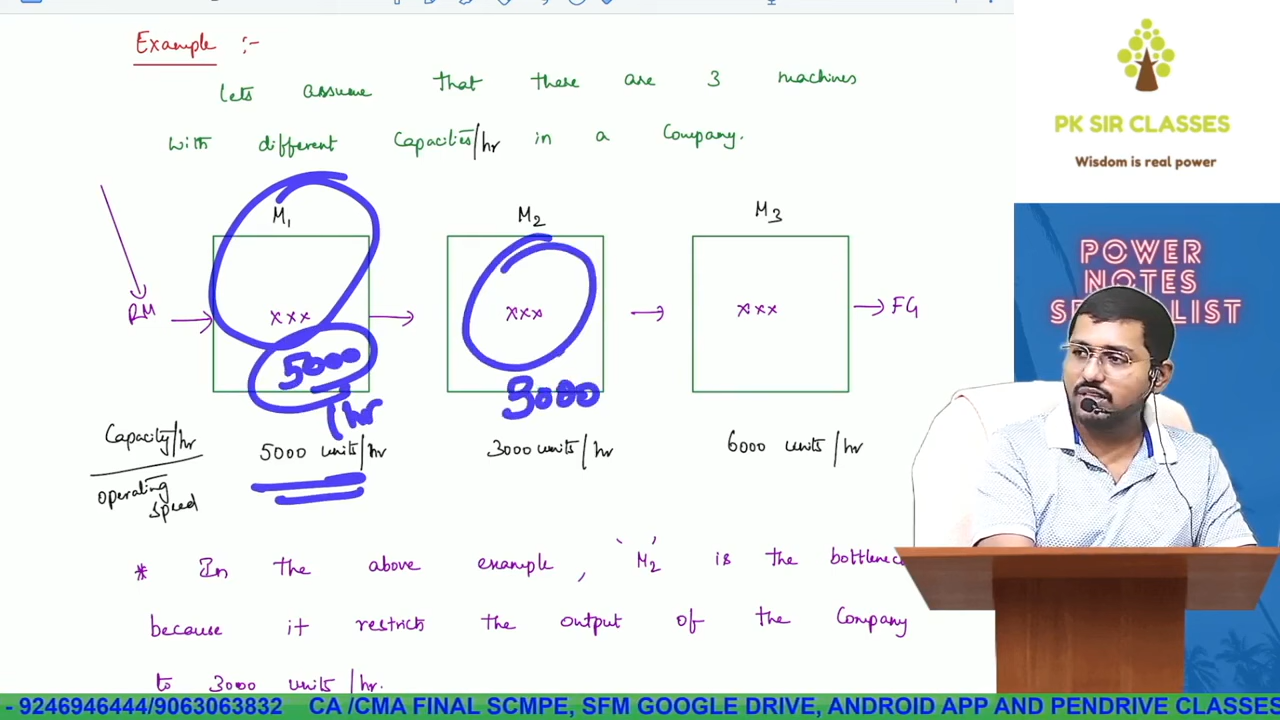 Example :-
Lets assume that there are 3 machines
with different Capacities/hr in a Company.
M1 M2 M3
RM → xxx → xxx → xxx → FG
5000
1hr
3000
Capacity/hr
operating speed
5000 units/hr 3000 units/hr 6000 units/hr
* In the above example, 'M2' is the
because it restricts the output of the Company
to 3000 units/hr.
PK SIR CLASSES
Wisdom is real power
POWER
NOTES
- 9246946444/9063063832 CA /CMA FINAL SCMPE, SFM GOOGLE DRIVE, ANDROID APP AND PENDRIVE CLASSES